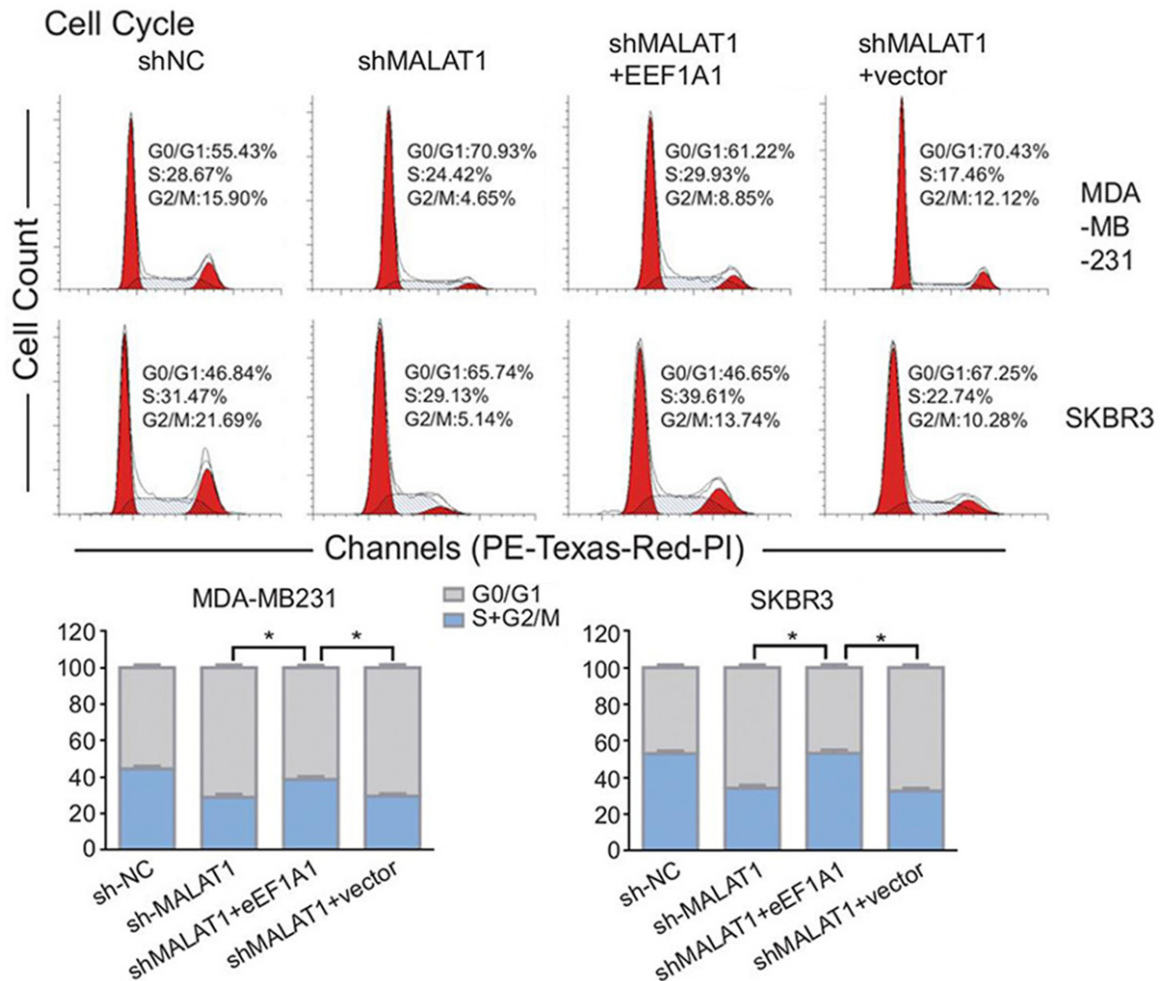 Cell Cycle
shNC
shMALAT1
shMALAT1
+EEF1A1
shMALAT1
+vector
G0/G1:55.43%
S:28.67%
G2/M:15.90%
G0/G1:70.93%
S:24.42%
G2/M:4.65%
G0/G1:61.22%
S:29.93%
G2/M:8.85%
G0/G1:70.43%
S:17.46%
G2/M:12.12%
MDA
-MB
-231
Cell Count
G0/G1:46.84%
S:31.47%
G2/M:21.69%
G0/G1:65.74%
S:29.13%
G2/M:5.14%
G0/G1:46.65%
S:39.61%
G2/M:13.74%
G0/G1:67.25%
S:22.74%
G2/M:10.28%
SKBR3
Channels (PE-Texas-Red-PI)
MDA-MB231
G0/G1
S+G2/M
SKBR3
120
100
80
60
40
20
0
*
*
sh-NC
sh-MALAT1
shMALAT1+eEF1A1
shMALAT1+vector
120
100
80
60
40
20
0
*
*
sh-NC
sh-MALAT1
shMALAT1+eEF1A1
shMALAT1+vector